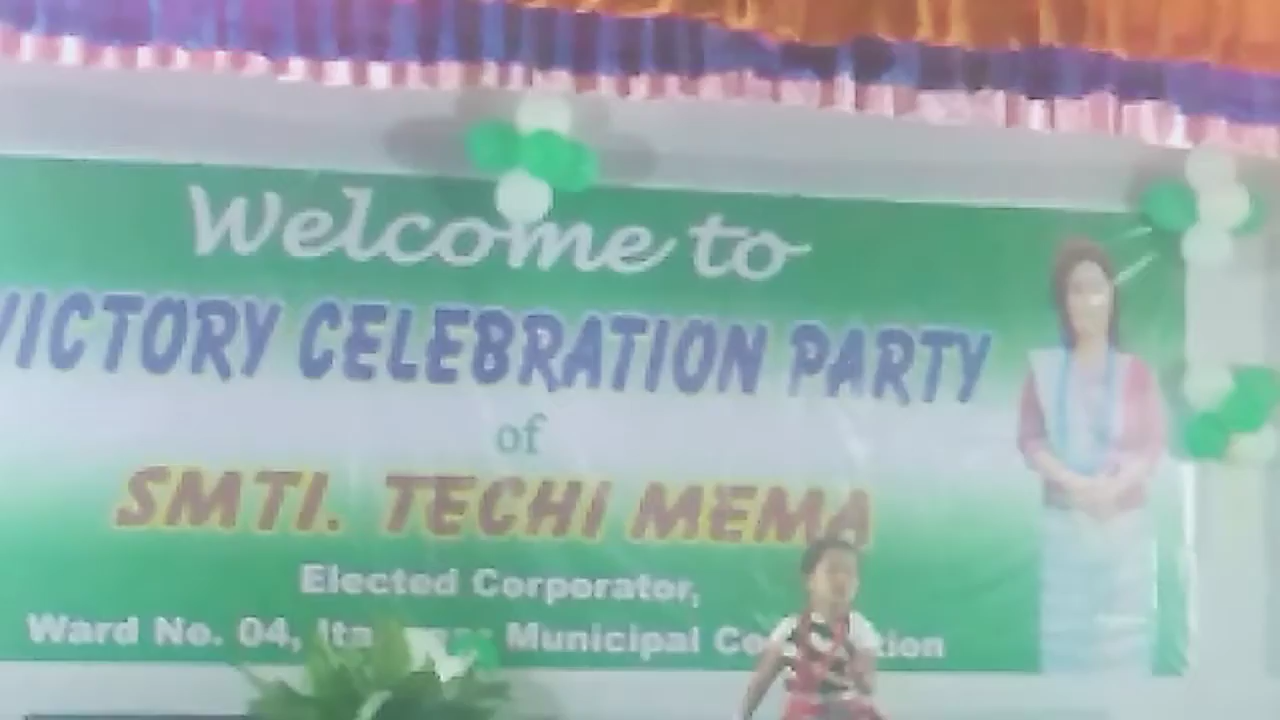 Welcome to
VICTORY CELEBRATION PARTY
of
SMTI. TECHI MEMA
Elected Corporator,
Ward No. 04, Municipal